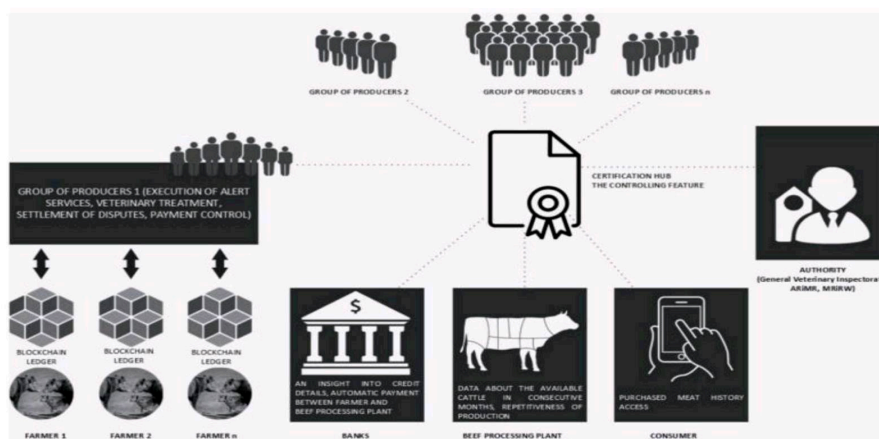 GROUP OF PRODUCERS 2
GROUP OF PRODUCERS 3
GROUP OF PRODUCERS n
GROUP OF PRODUCERS 1 (EXECUTION OF ALERT
SERVICES, VETERINARY TREATMENT,
SETTLEMENT OF DISPUTES, PAYMENT CONTROL)
CERTIFICATION HUB
THE CONTROLING FEATURE
AUTHORITY
(General Veterinary Inspectorat
ARiMR, MRiRW)
BLOCKCHAIN
LEDGER
BLOCKCHAIN
LEDGER
BLOCKCHAIN
LEDGER
FARMER 1
FARMER 2
FARMER n
$
AN INSIGHT INTO CREDIT
DETAILS, AUTOMATIC PAYMENT
BETWEEN FARMER AND
BEEF PROCESSING PLANT
BANKS
DATA ABOUT THE AVAILABLE
CATTLE IN CONSECUTIVE
MONTHS, REPETITIVENESS OF
PRODUCTION
BEEF PROCESSING PLANT
PURCHASED MEAT HISTORY
ACCESS
CONSUMER